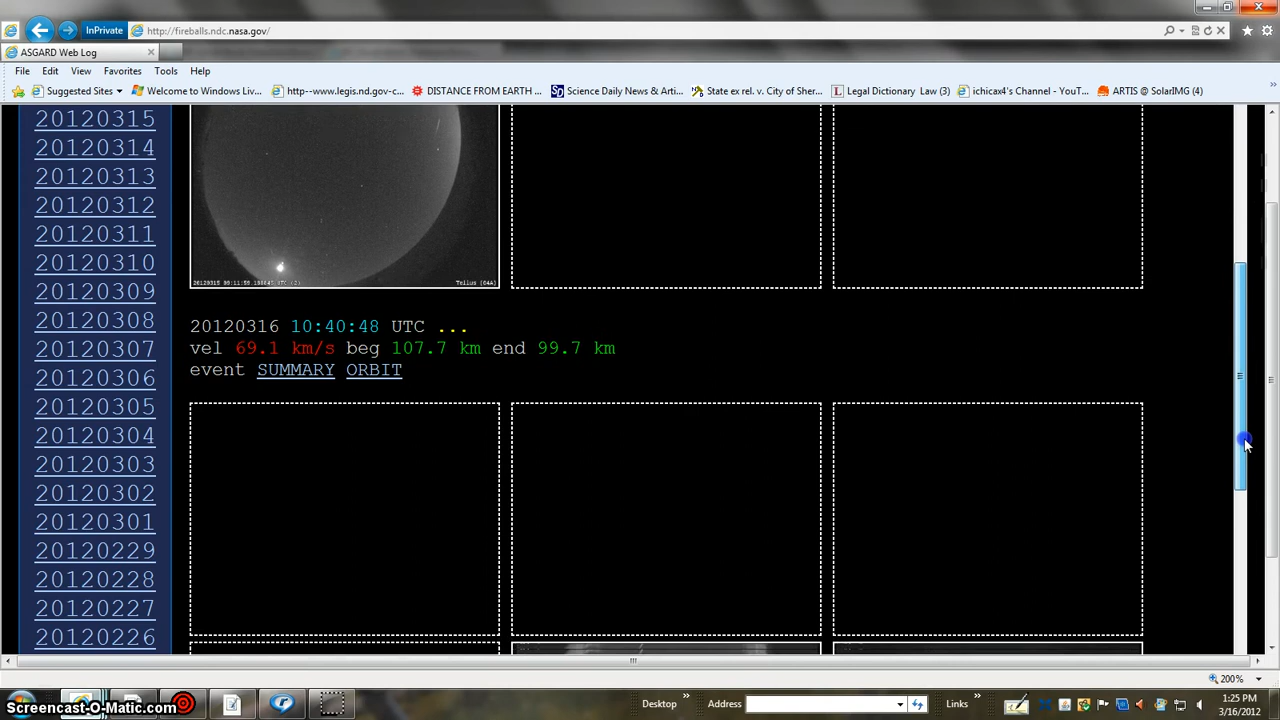 InPrivate
http://fireballs.ndc.nasa.gov/
ASGARD Web Log
File Edit View Favorites Tools Help
Suggested Sites
Welcome to Windows Liv...
http--www.legis.nd.gov-c...
DISTANCE FROM EARTH ...
Science Daily News & Arti...
State ex rel. v. City of Sher...
Legal Dictionary Law (3)
ichicax4's Channel - YouT...
ARTIS @ SolarIMG (4)
20120315
20120314
20120313
20120312
20120311
20120310
20120309
20120308
20120307
20120306
20120305
20120304
20120303
20120302
20120301
20120229
20120228
20120227
20120226
Tellus [04A]
20120316 10:40:48 UTC ...
vel 69.1 km/s beg 107.7 km end 99.7 km
event SUMMARY ORBIT
200%
Screencast-O-Matic.com
Desktop
Address
Links
1:25 PM
3/16/2012